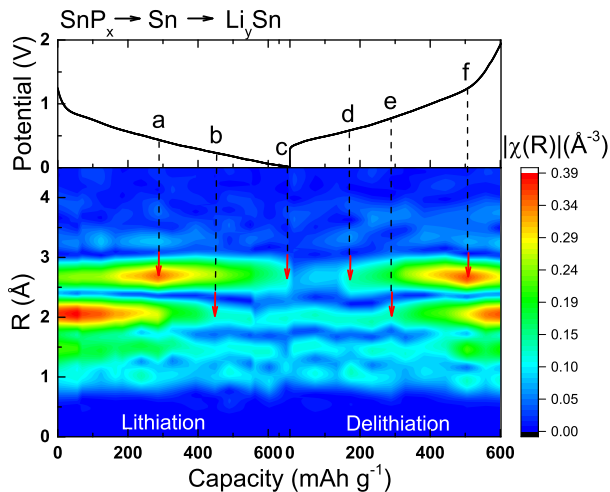 SnPx → Sn → LiySn
Potential (V)
2
1
0
a
b
c
d
e
f
|χ(R)|(Å-3)
R (Å)
4
3
2
1
0
Lithiation
Delithiation
0 200 400 600 0 200 400 600
Capacity (mAh g-1)
0.39
0.34
0.29
0.24
0.19
0.15
0.10
0.05
0.00